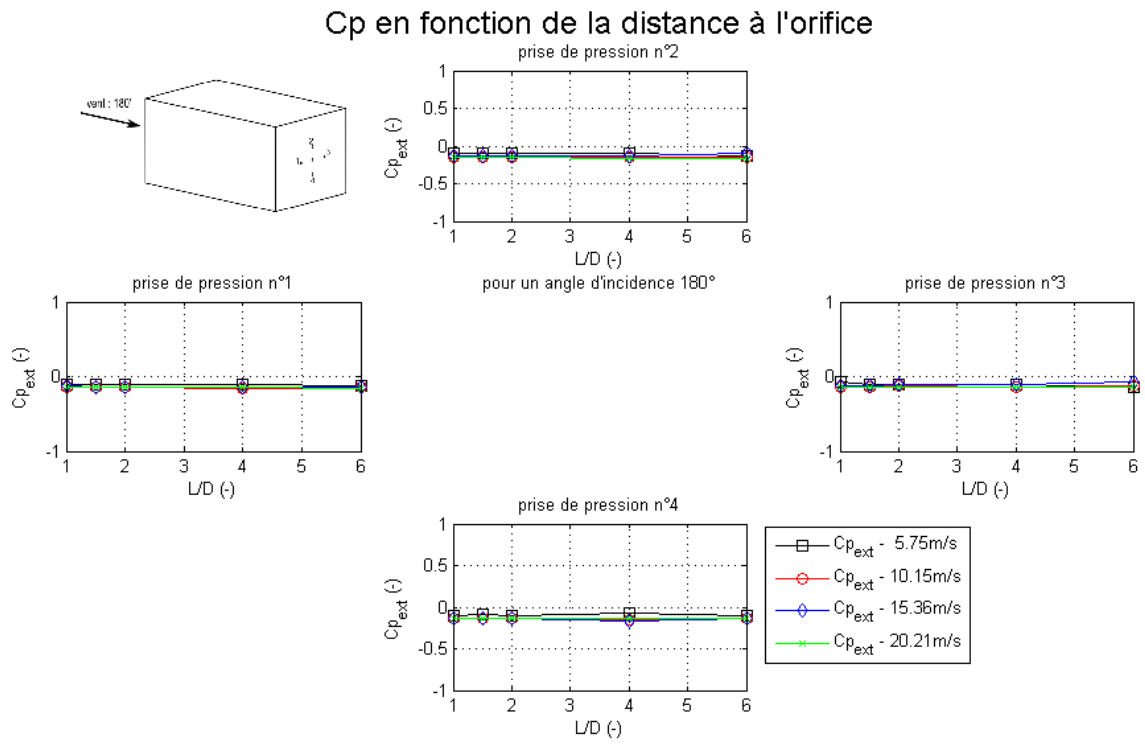 Cp en fonction de la distance à l'orifice
vent : 180°
prise de pression n°2
Cp_ext (-)
1
0.5
0
-0.5
-1
1 2 3 4 5 6
L/D (-)
prise de pression n°1
Cp_ext (-)
1
0
-1
1 2 3 4 5 6
L/D (-)
pour un angle d'incidence 180°
prise de pression n°3
Cp_ext (-)
1
0
-1
1 2 3 4 5 6
L/D (-)
prise de pression n°4
Cp_ext (-)
1
0.5
0
-0.5
-1
1 2 3 4 5 6
L/D (-)
Cp_ext - 5.75m/s
Cp_ext - 10.15m/s
Cp_ext - 15.36m/s
Cp_ext - 20.21m/s